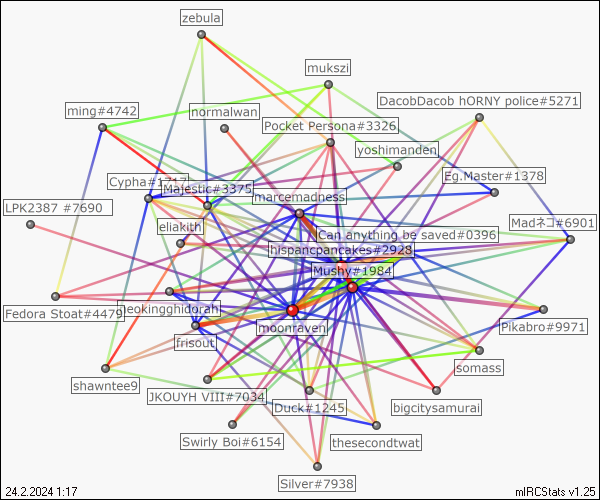 zebula
mukszi
DacobDacob hORNY police#5271
ming#4742
normalwan
Pocket Persona#3326
yoshimanden
Eg.Master#1378
Cypha#1717
Majestic#3375
marcemadness
LPK2387 #7690
eliakith
Can anything be saved#0396
Madネコ#6901
hispancpancakes#2928
Mushy#1984
Fedora Stoat#4479
heokingghidorah
moonraven
Pikabro#9971
frisout
somass
shawntee9
JKOUYH VIII#7034
Duck#1245
bigcitysamurai
Swirly Boi#6154
thesecondtwat
Silver#7938
24.2.2024 1:17
mIRCStats v1.25